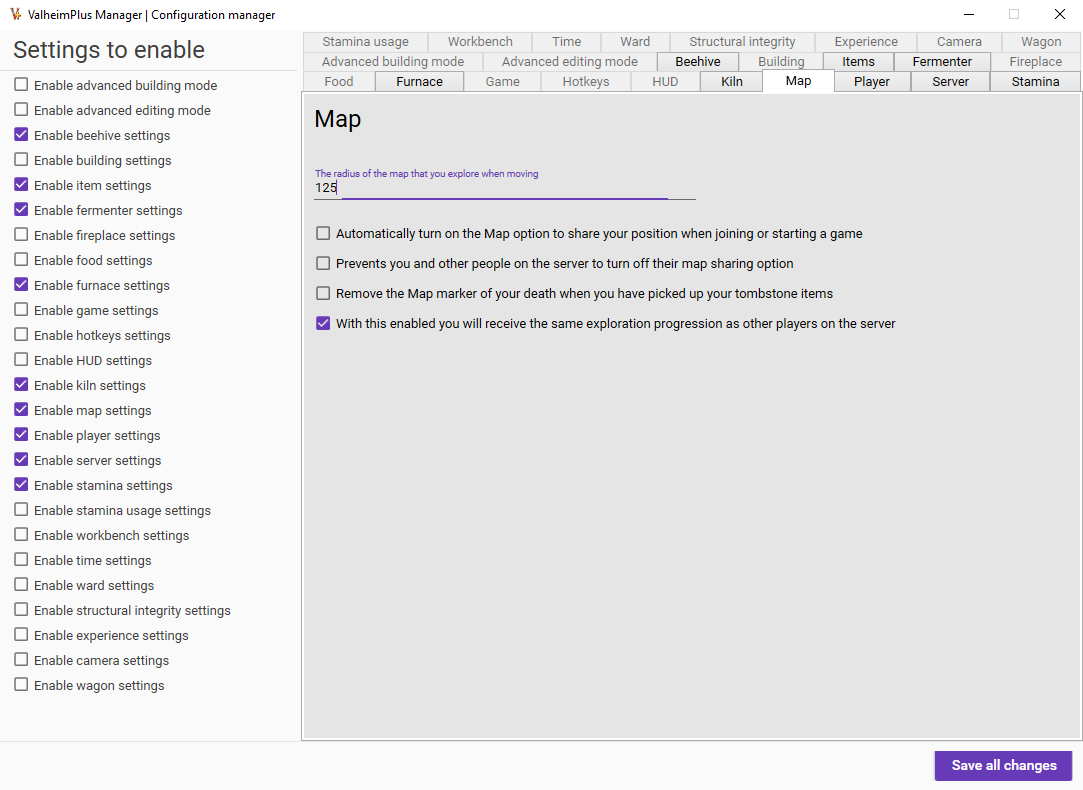 ValheimPlus Manager | Configuration manager
Settings to enable
Enable advanced building mode
Enable advanced editing mode
Enable beehive settings
Enable building settings
Enable item settings
Enable fermenter settings
Enable fireplace settings
Enable food settings
Enable furnace settings
Enable game settings
Enable hotkeys settings
Enable HUD settings
Enable kiln settings
Enable map settings
Enable player settings
Enable server settings
Enable stamina settings
Enable stamina usage settings
Enable workbench settings
Enable time settings
Enable ward settings
Enable structural integrity settings
Enable experience settings
Enable camera settings
Enable wagon settings
Stamina usage Workbench Time Ward Structural integrity Experience Camera Wagon
Advanced building mode Advanced editing mode Beehive Building Items Fermenter Fireplace
Food Furnace Game Hotkeys HUD Kiln Map Player Server Stamina
Map
The radius of the map that you explore when moving
125
Automatically turn on the Map option to share your position when joining or starting a game
Prevents you and other people on the server to turn off their map sharing option
Remove the Map marker of your death when you have picked up your tombstone items
With this enabled you will receive the same exploration progression as other players on the server
Save all changes